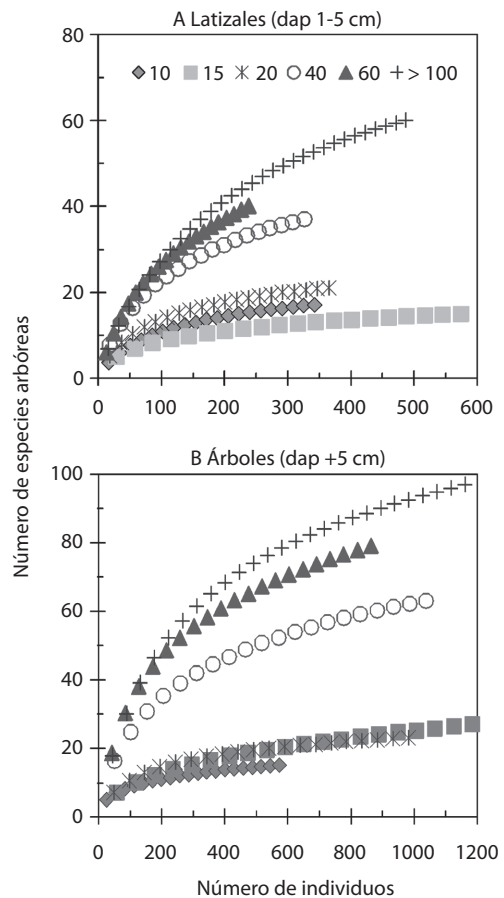 A Latizales (dap 1-5 cm)
80
10 15 20 40 60 > 100
60
40
20
0
0 100 200 300 400 500 600
Número de especies arbóreas
B Árboles (dap +5 cm)
100
80
60
40
20
0
0 200 400 600 800 1000 1200
Número de individuos